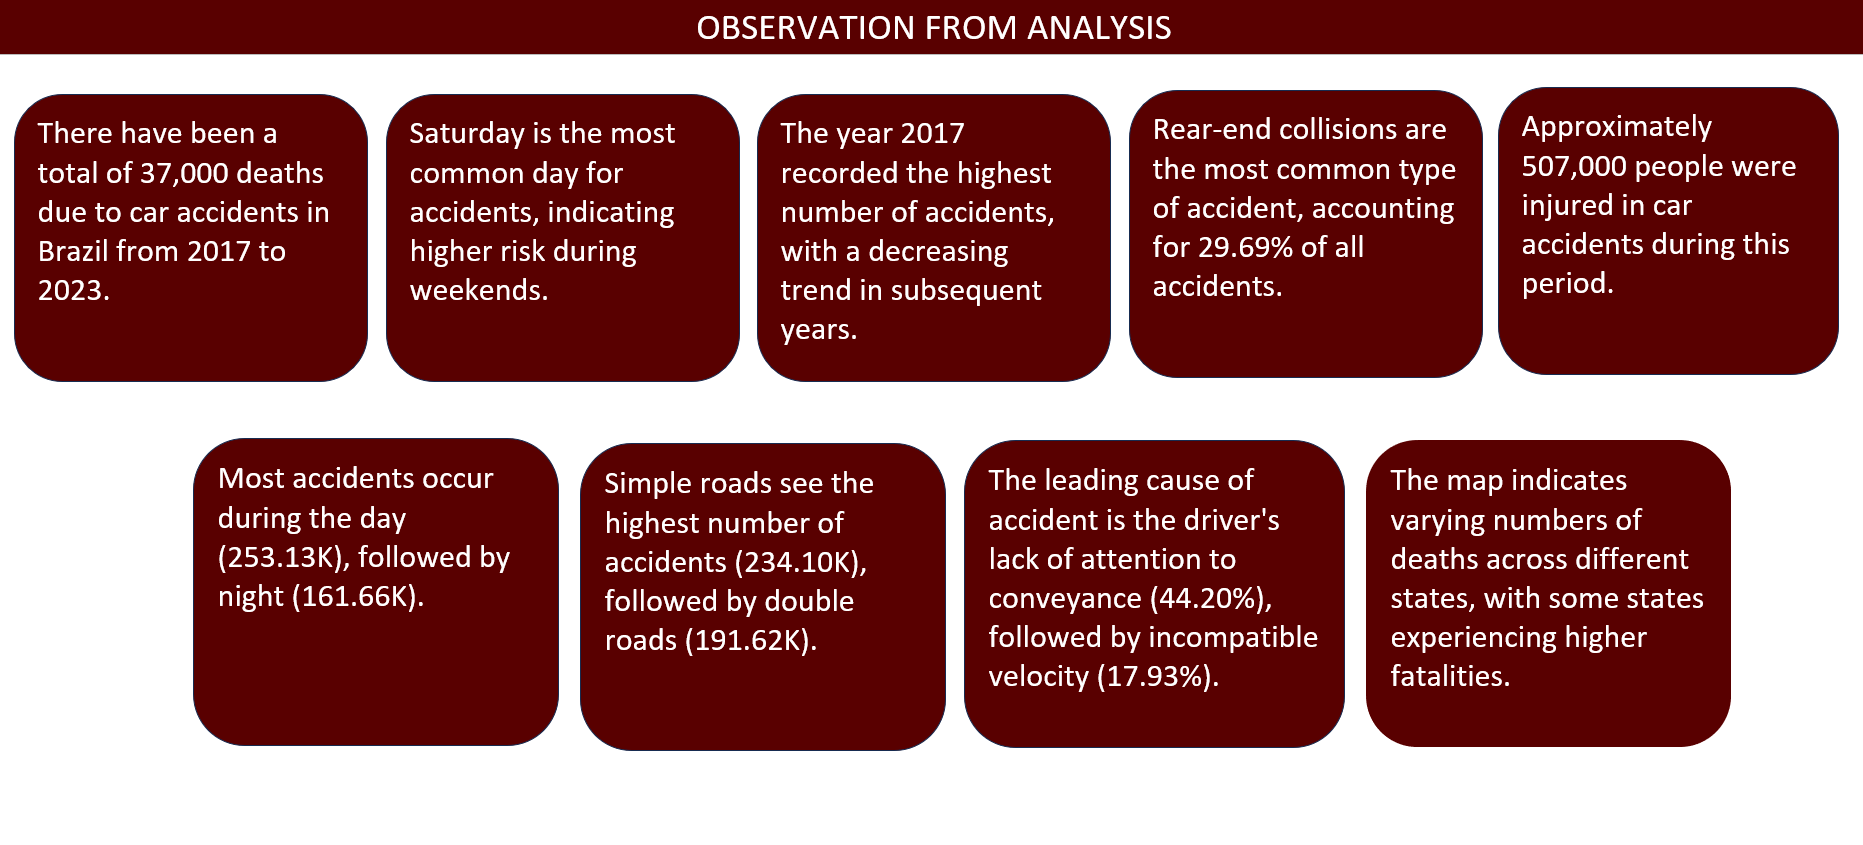 OBSERVATION FROM ANALYSIS
There have been a
total of 37,000 deaths
due to car accidents in
Brazil from 2017 to
2023.
Saturday is the most
common day for
accidents, indicating
higher risk during
weekends.
The year 2017
recorded the highest
number of accidents,
with a decreasing
trend in subsequent
years.
Rear-end collisions are
the most common type
of accident, accounting
for 29.69% of all
accidents.
Approximately
507,000 people were
injured in car
accidents during this
period.
Most accidents occur
during the day
(253.13K), followed by
night (161.66K).
Simple roads see the
highest number of
accidents (234.10K),
followed by double
roads (191.62K).
The leading cause of
accident is the driver's
lack of attention to
conveyance (44.20%),
followed by incompatible
velocity (17.93%).
The map indicates
varying numbers of
deaths across different
states, with some states
experiencing higher
fatalities.